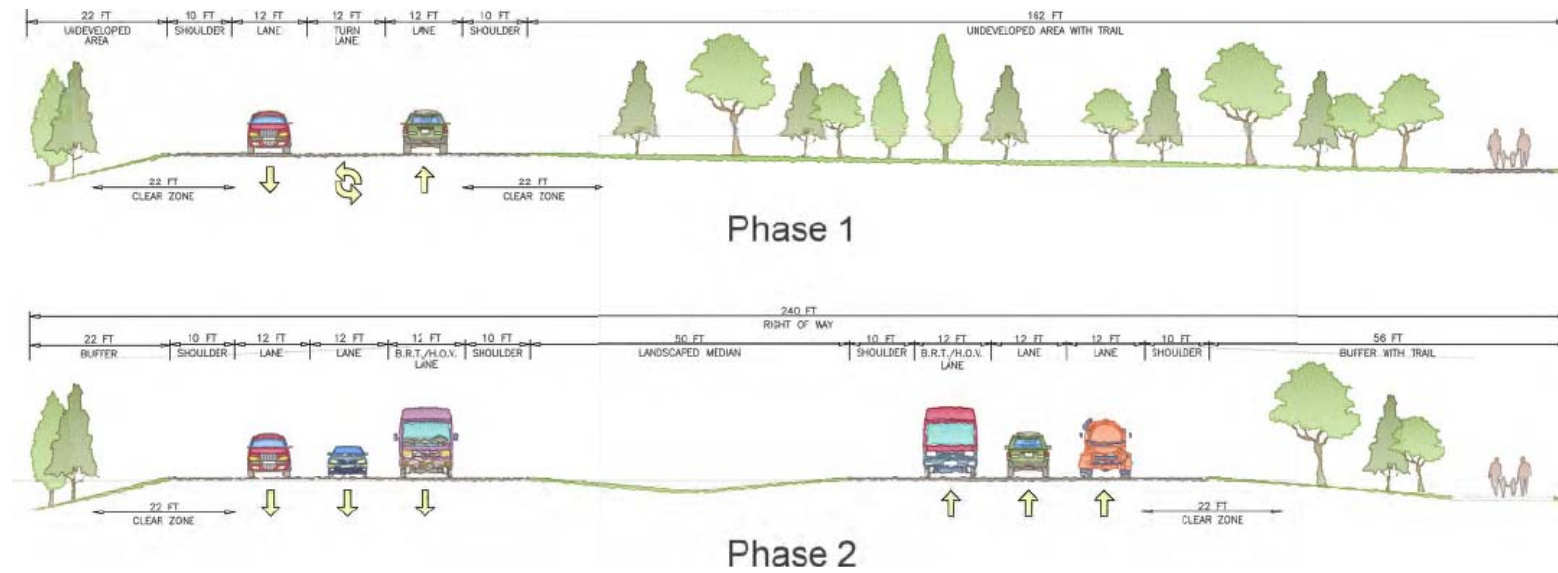 22 FT 10 FT 12 FT 12 FT 12 FT 10 FT 162 FT
UNDEVELOPED AREA SHOULDER LANE TURN LANE LANE SHOULDER UNDEVELOPED AREA WITH TRAIL
22 FT 22 FT
CLEAR ZONE CLEAR ZONE
Phase 1
240 FT
RIGHT OF WAY
22 FT 10 FT 12 FT 12 FT 12 FT 10 FT 50 FT 10 FT 12 FT 12 FT 12 FT 10 FT 56 FT
BUFFER SHOULDER LANE LANE B.R.T./H.O.V. LANE SHOULDER LANDSCAPED MEDIAN SHOULDER B.R.T./H.O.V. LANE LANE LANE SHOULDER BUFFER WITH TRAIL
22 FT 22 FT
CLEAR ZONE CLEAR ZONE
Phase 2